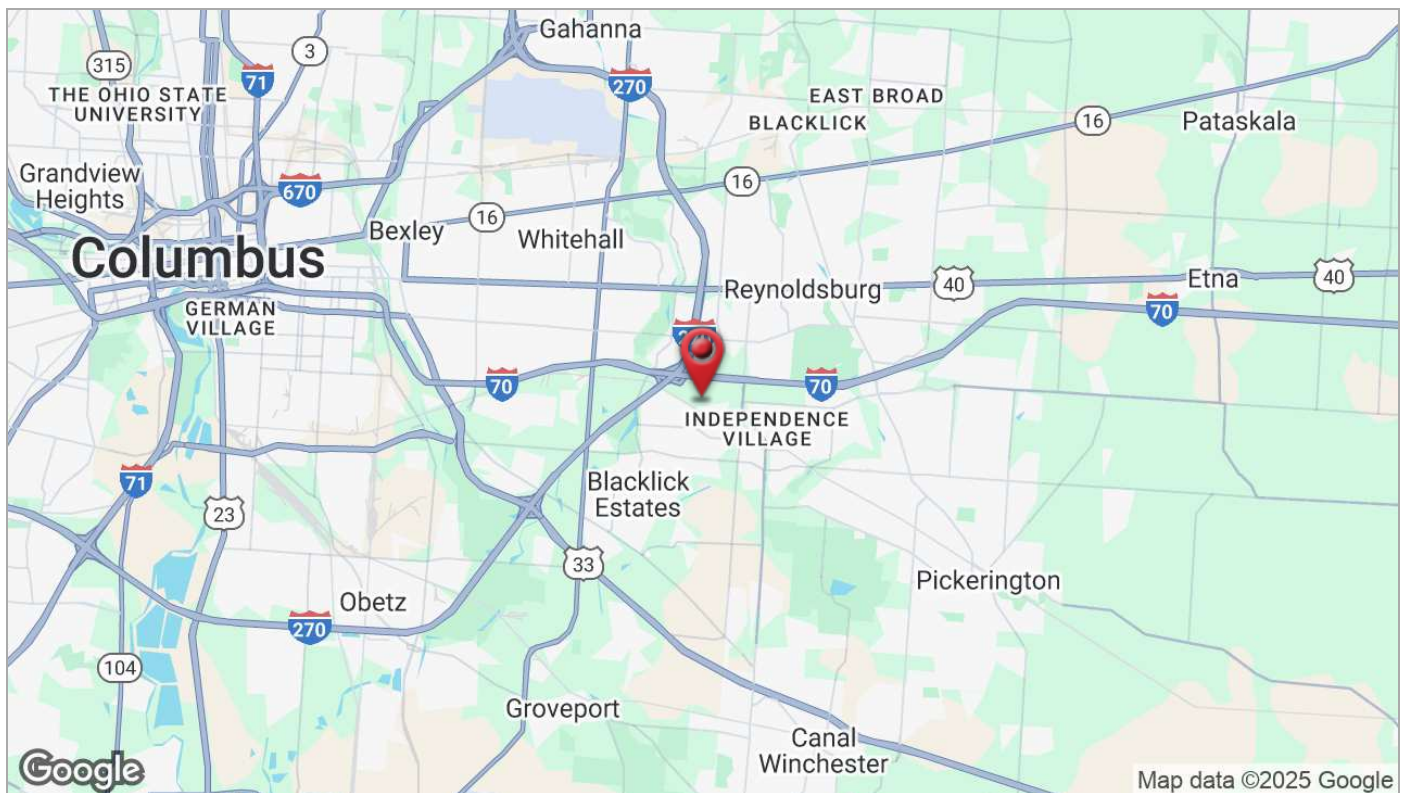 Gahanna
3
315
71
270
THE OHIO STATE
UNIVERSITY
EAST BROAD
BLACKLICK
16
Pataskala
Grandview
Heights
670
16
16
Bexley
Whitehall
Columbus
Reynoldsburg
40
Etna
40
GERMAN
VILLAGE
70
70
70
INDEPENDENCE
VILLAGE
71
Blacklick
Estates
23
33
Pickerington
Obetz
270
104
Groveport
Canal
Winchester
Google
Map data ©2025 Google